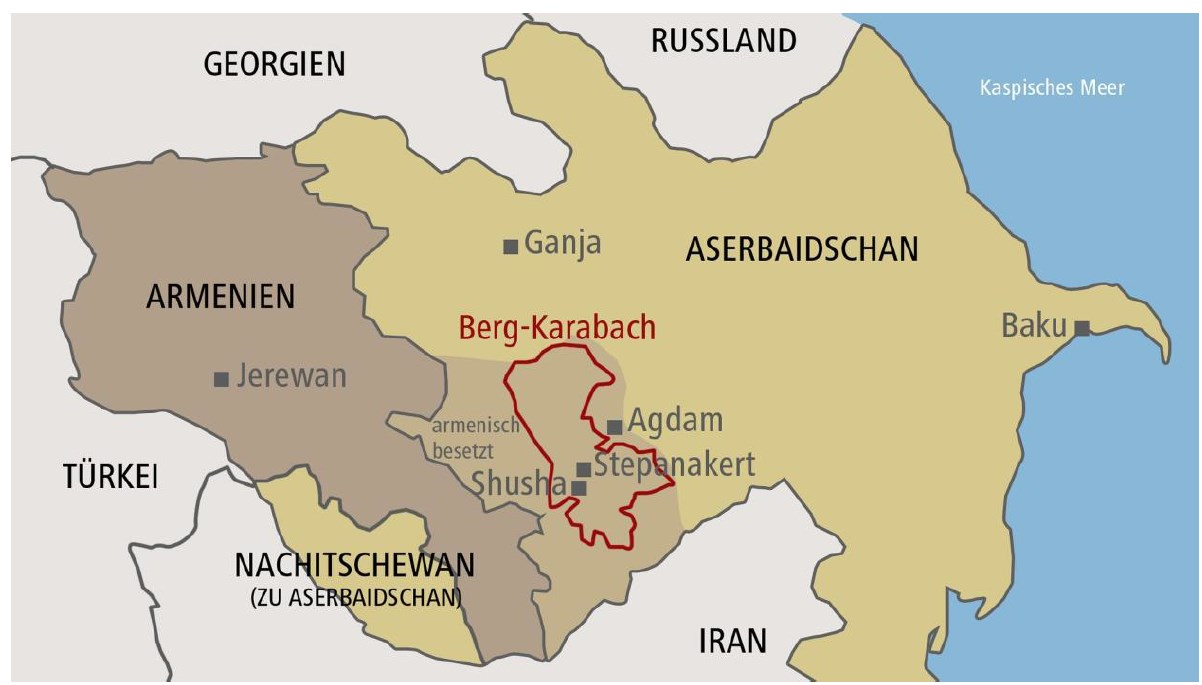 RUSSLAND
GEORGIEN
Kaspisches Meer
Ganja
ASERBAIDSCHAN
ARMENIEN
Berg-Karabach
Baku
Jerewan
armenisch
besetzt
Agdam
Stepanakert
Shusha
TÜRKEI
NACHITSCHEWAN
(ZU ASERBAIDSCHAN)
IRAN